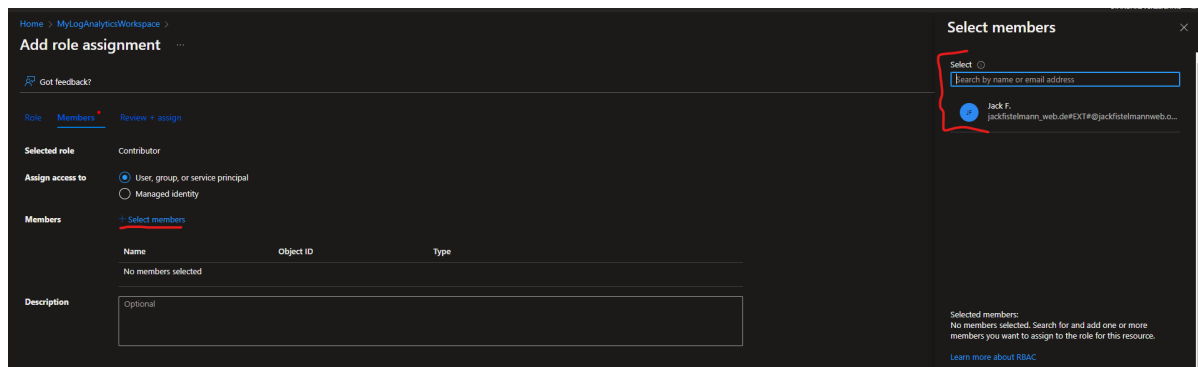 Home > MyLogAnalyticsWorkspace >
Add role assignment ...
Got feedback?
Role Members * Review + assign
Selected role Contributor
Assign access to User, group, or service principal
Managed identity
Members + Select members
Name Object ID Type
No members selected
Description Optional
Select members
Select
Search by name or email address
JF Jack F.
jackfistelmann_web.de#EXT#@jackfistelmannweb.o...
Selected members:
No members selected. Search for and add one or more
members you want to assign to the role for this resource.
Learn more about RBAC